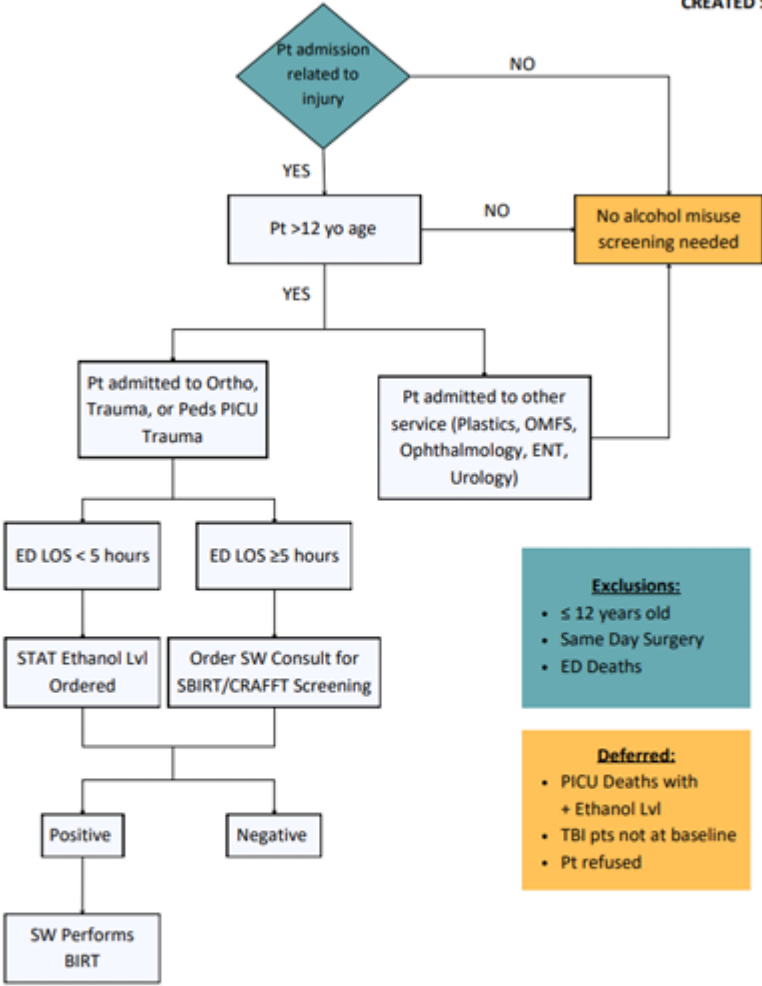 CREATED
Pt admission
related to
injury
NO
YES
Pt >12 yo age
NO
No alcohol misuse
screening needed
YES
Pt admitted to Ortho,
Trauma, or Peds PICU
Trauma
Pt admitted to other
service (Plastics, OMFS,
Ophthalmology, ENT,
Urology)
ED LOS < 5 hours
ED LOS ≥5 hours
STAT Ethanol Lvl
Ordered
Order SW Consult for
SBIRT/CRAFFT Screening
Exclusions:
• ≤ 12 years old
• Same Day Surgery
• ED Deaths
Deferred:
• PICU Deaths with
+ Ethanol Lvl
• TBI pts not at baseline
• Pt refused
Positive
Negative
SW Performs
BIRT